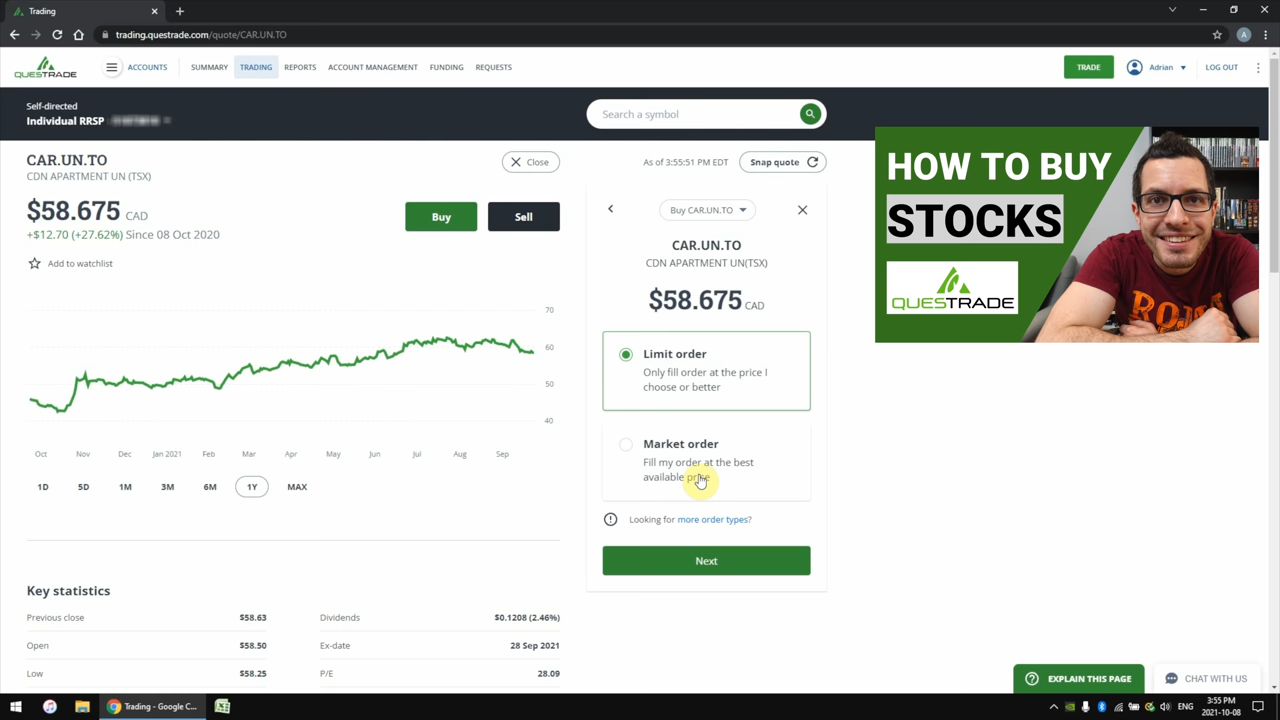 Trading
trading.questrade.com/quote/CAR.UN.TO
A
QUESTRADE
ACCOUNTS
SUMMARY
TRADING
REPORTS
ACCOUNT MANAGEMENT
FUNDING
REQUESTS
TRADE
Adrian
LOG OUT
Self-directed
Individual RRSP
Search a symbol
CAR.UN.TO
CDN APARTMENT UN (TSX)
Close
$58.675 CAD
+$12.70 (+27.62%) Since 08 Oct 2020
Buy
Sell
Add to watchlist
70
60
50
40
Oct Nov Dec Jan 2021 Feb Mar Apr May Jun Jul Aug Sep
1D 5D 1M 3M 6M 1Y MAX
Key statistics
Previous close $58.63 Dividends $0.1208 (2.46%)
Open $58.50 Ex-date 28 Sep 2021
Low $58.25 P/E 28.09
As of 3:55:51 PM EDT
Snap quote
Buy CAR.UN.TO
CAR.UN.TO
CDN APARTMENT UN(TSX)
$58.675 CAD
Limit order
Only fill order at the price I
choose or better
Market order
Fill my order at the best
available price
Looking for more order types?
Next
HOW TO BUY
STOCKS
QUESTRADE
EXPLAIN THIS PAGE
CHAT WITH US
Trading - Google C...
ENG
3:55 PM
2021-10-08